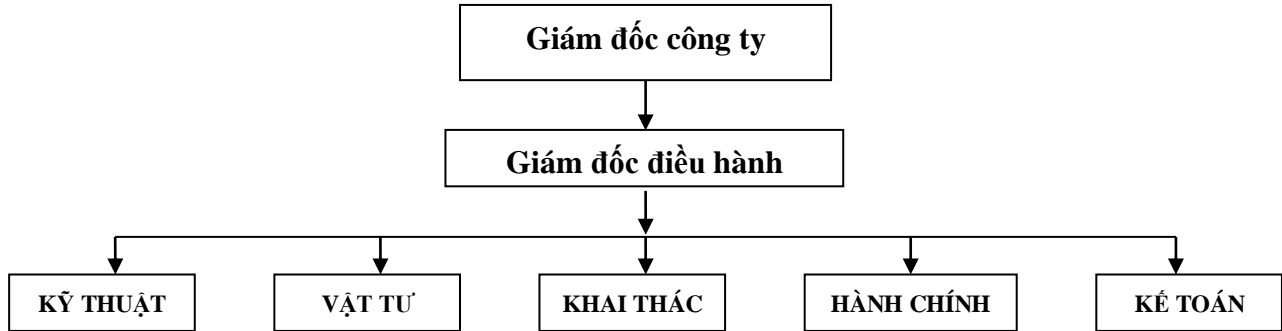 Giám đốc công ty
Giám đốc điều hành
KỸ THUẬT
VẬT TƯ
KHAI THÁC
HÀNH CHÍNH
KẾ TOÁN